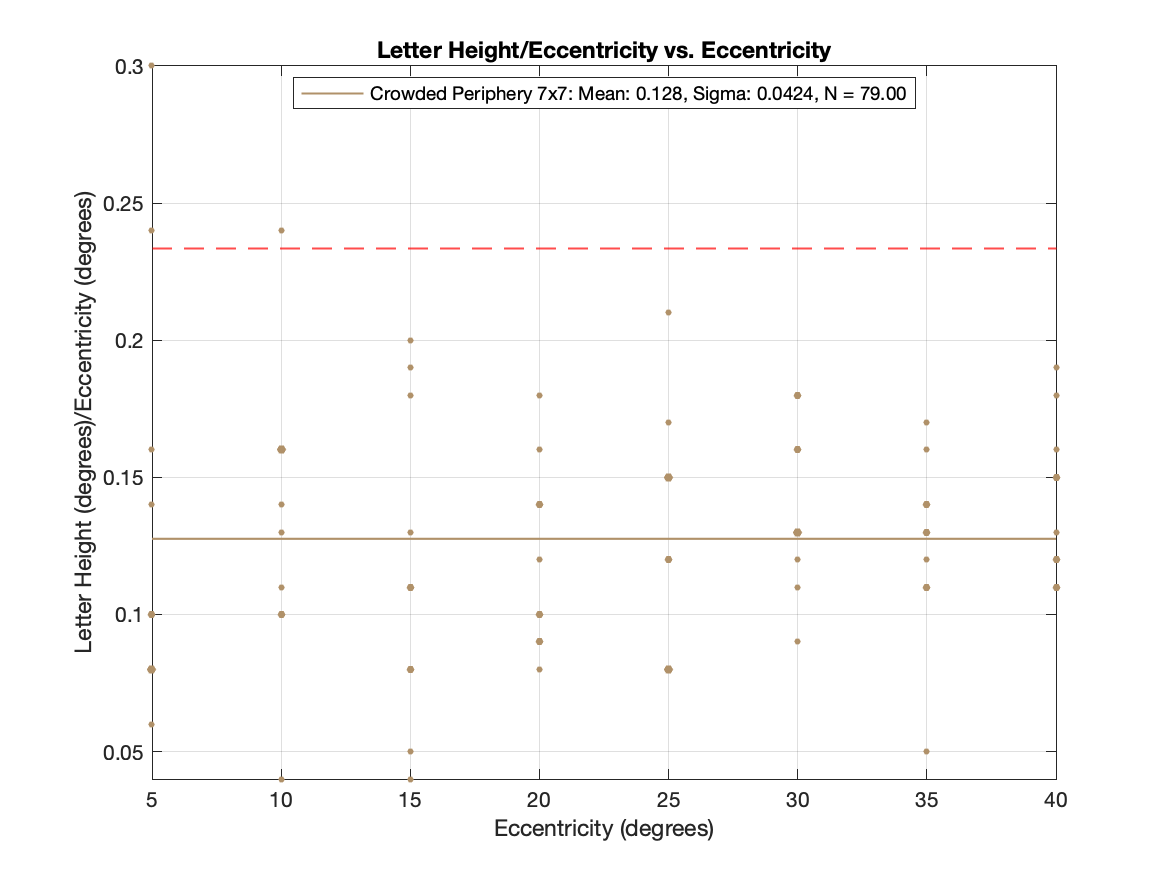 Letter Height/Eccentricity vs. Eccentricity
Crowded Periphery 7x7: Mean: 0.128, Sigma: 0.0424, N = 79.00
Letter Height (degrees)/Eccentricity (degrees)
0.3
0.25
0.2
0.15
0.1
0.05
5 10 15 20 25 30 35 40
Eccentricity (degrees)